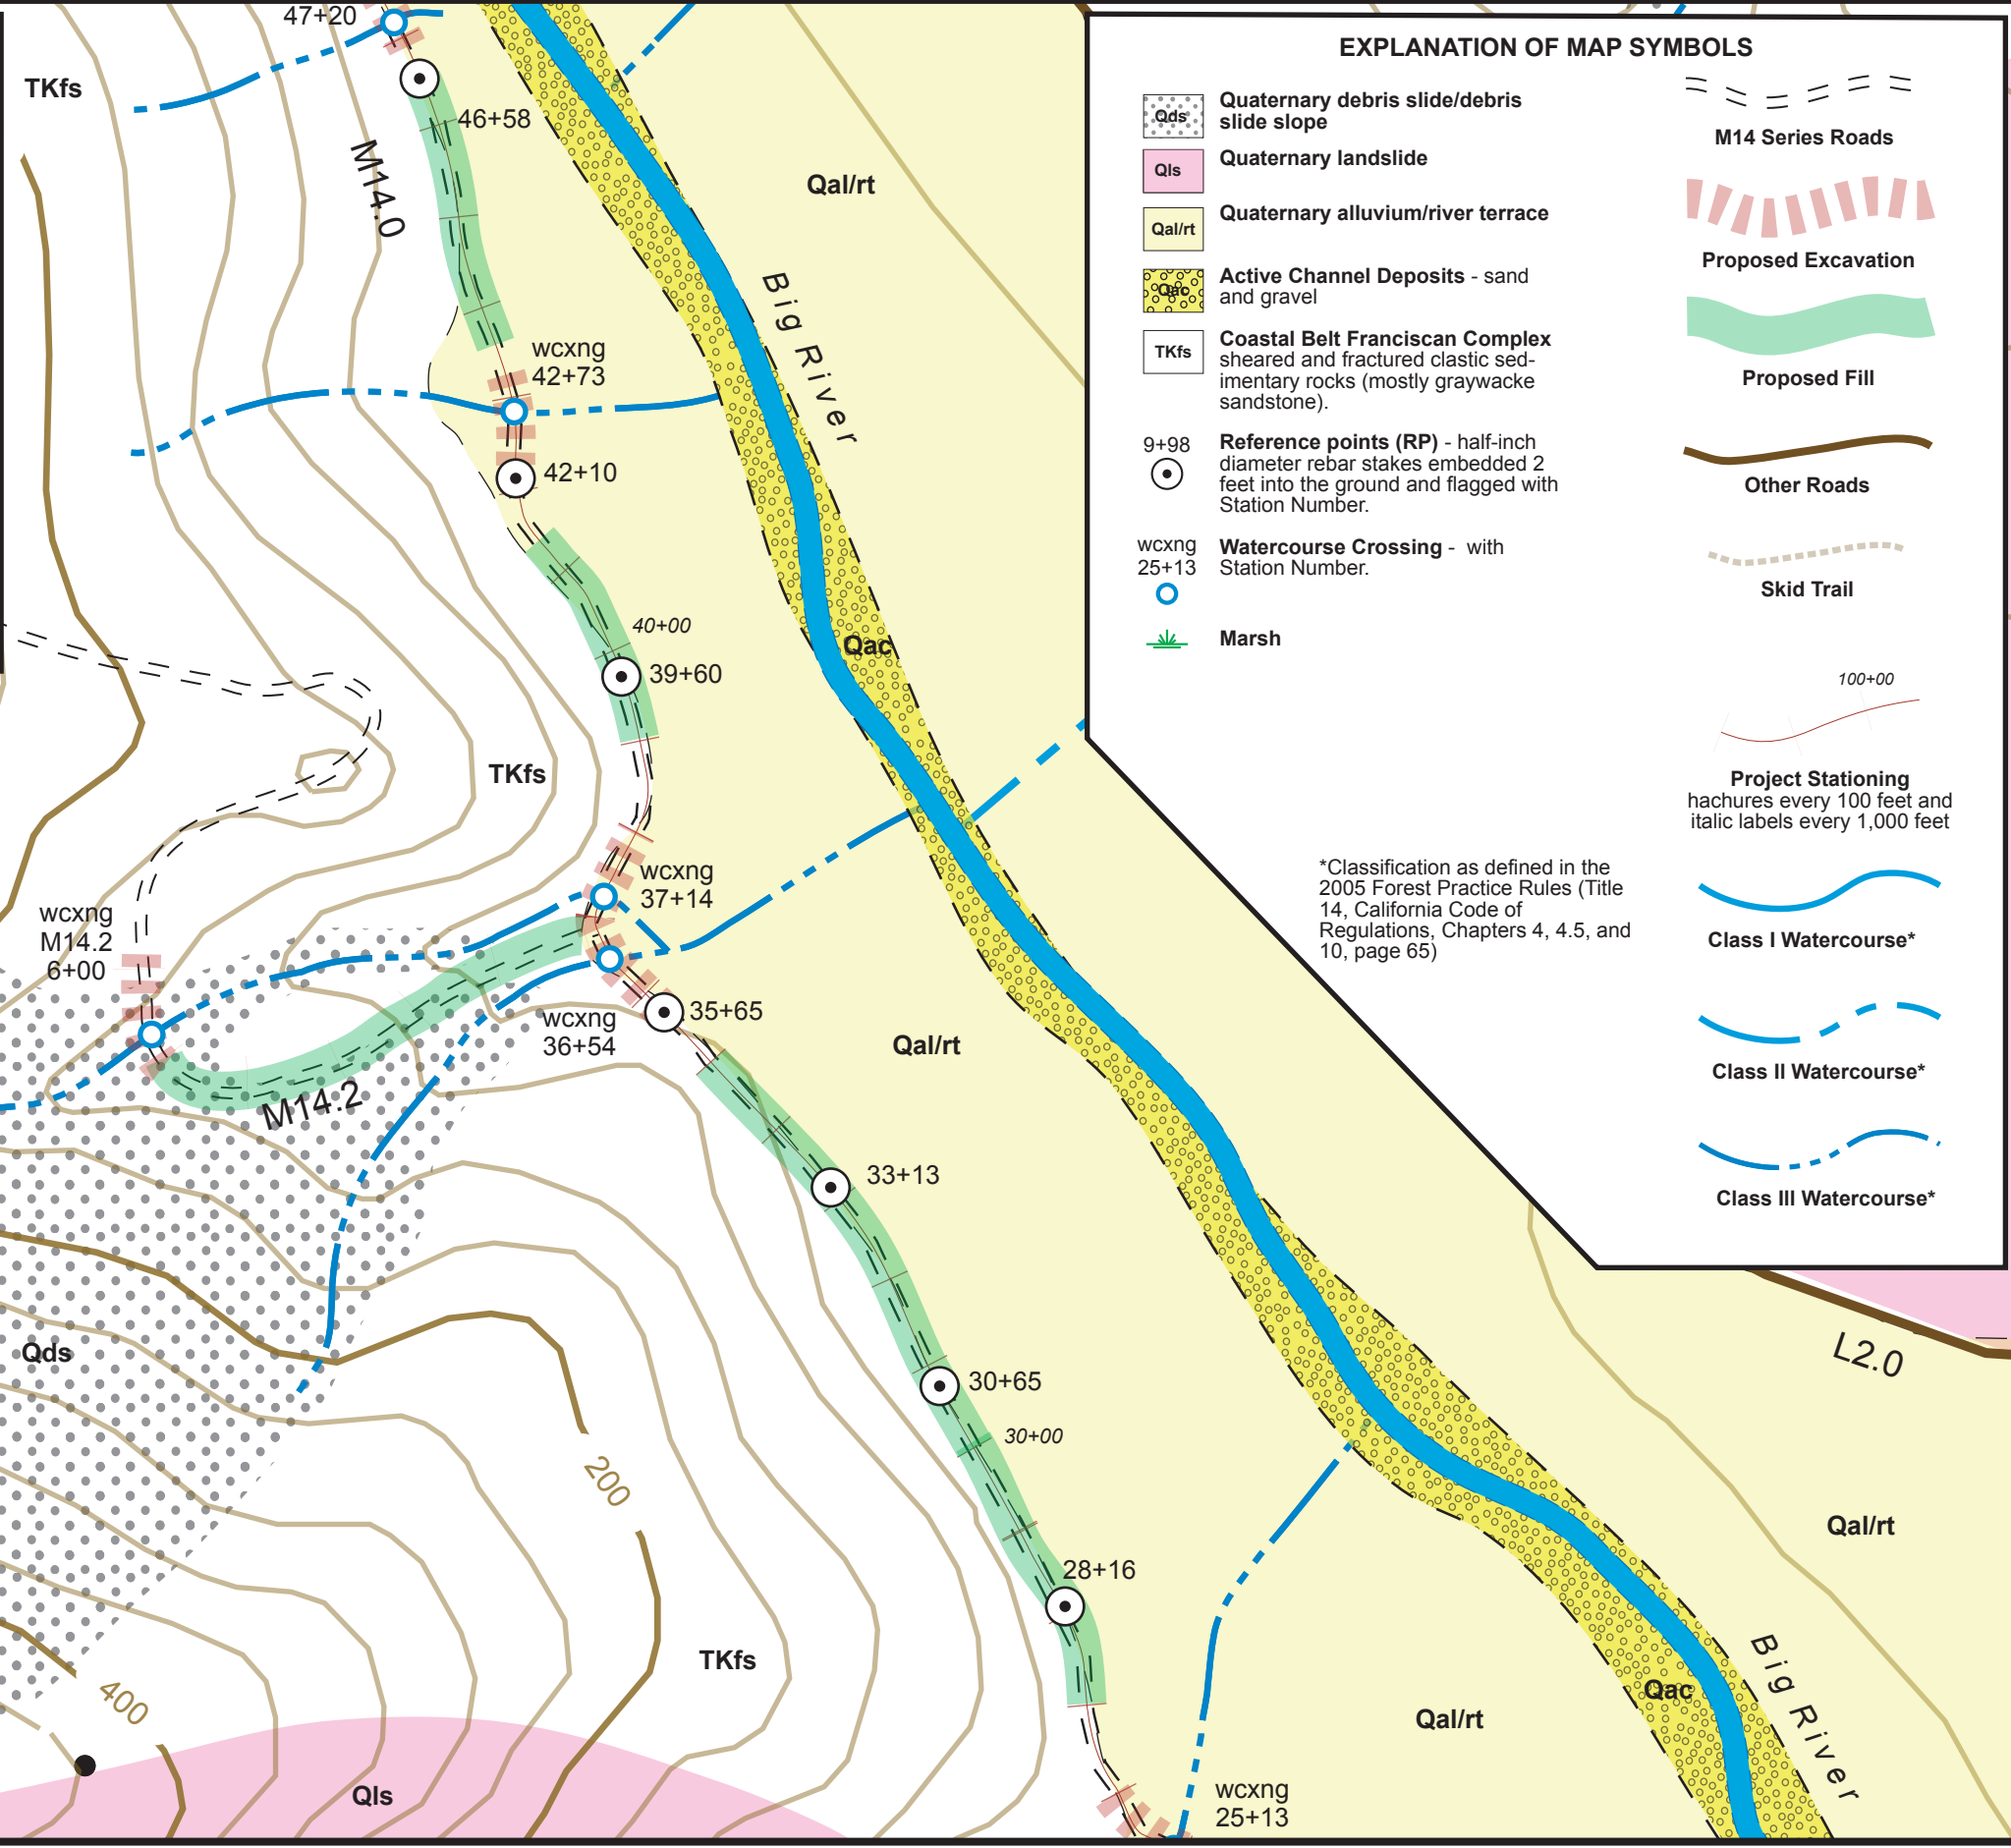 47+20
TKfs
46+58
M14.0
Qal/rt
Big River
wcxng
42+73
42+10
40+00
39+60
Qac
TKfs
wcxng
37+14
wcxng
M14.2
6+00
35+65
wcxng
36+54
Qal/rt
M14.2
33+13
Qds
30+65
30+00
200
28+16
TKfs
400
Qls
wcxng
25+13
Qal/rt
Qac
Big River
Qal/rt
L2.0
EXPLANATION OF MAP SYMBOLS
Qds
Quaternary debris slide/debris
slide slope
Qls
Quaternary landslide
Qal/rt
Quaternary alluvium/river terrace
Qac
Active Channel Deposits - sand
and gravel
TKfs
Coastal Belt Franciscan Complex
sheared and fractured clastic sed-
imentary rocks (mostly graywacke
sandstone).
9+98
Reference points (RP) - half-inch
diameter rebar stakes embedded 2
feet into the ground and flagged with
Station Number.
wcxng
25+13
Watercourse Crossing - with
Station Number.
Marsh
M14 Series Roads
Proposed Excavation
Proposed Fill
Other Roads
Skid Trail
100+00
Project Stationing
hachures every 100 feet and
italic labels every 1,000 feet
*Classification as defined in the
2005 Forest Practice Rules (Title
14, California Code of
Regulations, Chapters 4, 4.5, and
10, page 65)
Class I Watercourse*
Class II Watercourse*
Class III Watercourse*